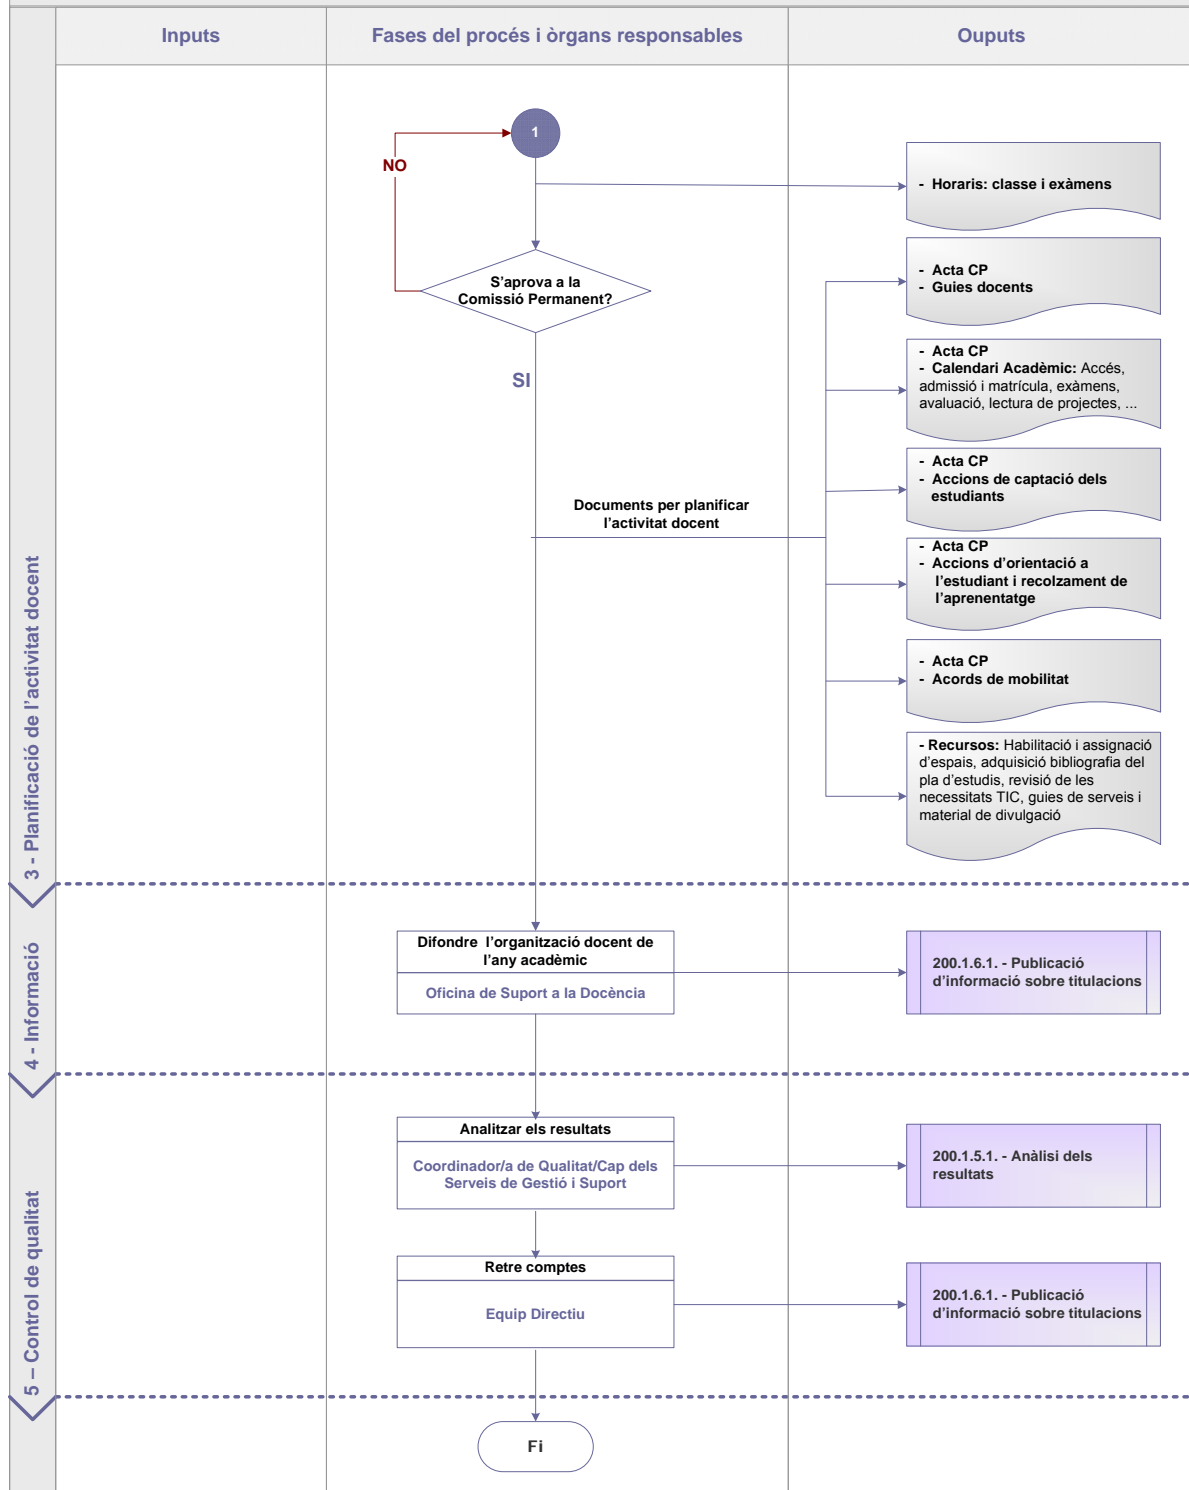 Inputs
Fases del procés i òrgans responsables
Ouputs
1
NO
- Horaris: classe i exàmens
S'aprova a la
Comissió Permanent?
- Acta CP
- Guies docents
SI
- Acta CP
- Calendari Acadèmic: Accés,
admissió i matrícula, exàmens,
avaluació, lectura de projectes, ...
- Acta CP
- Accions de captació dels
estudiants
Documents per planificar
l'activitat docent
- Acta CP
- Accions d'orientació a
l'estudiant i recolzament de
l'aprenentatge
- Acta CP
- Acords de mobilitat
- Recursos: Habilitació i assignació
d'espais, adquisició bibliografia del
pla d'estudis, revisió de les
necessitats TIC, guies de serveis i
material de divulgació
3 - Planificació de l'activitat docent
Difondre l'organització docent de
l'any acadèmic
Oficina de Suport a la Docència
200.1.6.1. - Publicació
d'informació sobre titulacions
4 - Informació
Analitzar els resultats
Coordinador/a de Qualitat/Cap dels
Serveis de Gestió i Suport
200.1.5.1. - Anàlisi dels
resultats
Retre comptes
Equip Directiu
200.1.6.1. - Publicació
d'informació sobre titulacions
5 – Control de qualitat
Fi